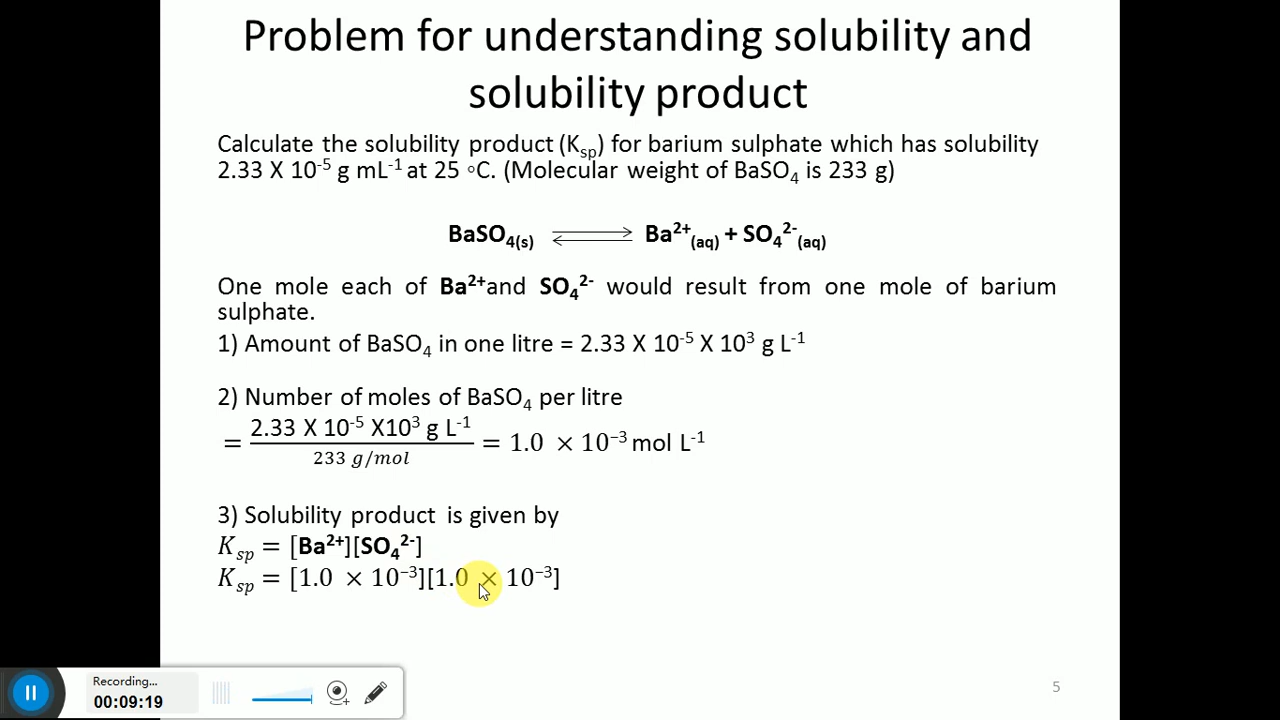 Problem for understanding solubility and
solubility product
Calculate the solubility product (Ksp) for barium sulphate which has solubility
2.33 X 10⁻⁵ g mL⁻¹ at 25 ∘C. (Molecular weight of BaSO₄ is 233 g)
BaSO₄(s) ⇌ Ba²⁺(aq) + SO₄²⁻(aq)
One mole each of Ba²⁺and SO₄²⁻ would result from one mole of barium
sulphate.
1) Amount of BaSO₄ in one litre = 2.33 X 10⁻⁵ X 10³ g L⁻¹
2) Number of moles of BaSO₄ per litre
2.33 X 10⁻⁵ X10³ g L⁻¹
= = 1.0 × 10⁻³ mol L⁻¹
233 g/mol
3) Solubility product is given by
Ksp = [Ba²⁺][SO₄²⁻]
Ksp = [1.0 × 10⁻³][1.0 × 10⁻³]
Recording...
00:09:19
5